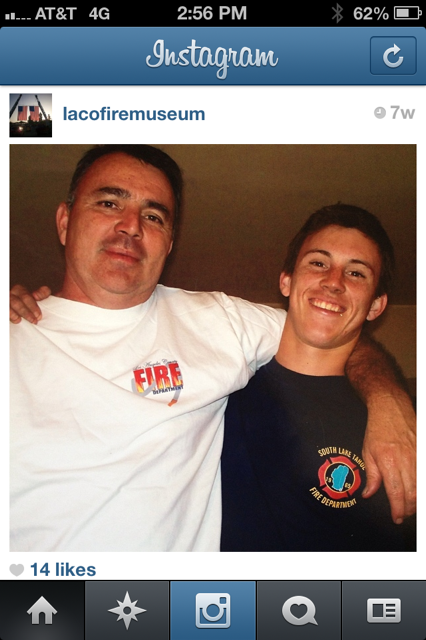 AT&T 4G 2:56 PM 62%
Instagram
lacofiremuseum 7w
FIRE
DEPARTMENT
SOUTH LAKE TAHOE
FIRE DEPARTMENT
14 likes